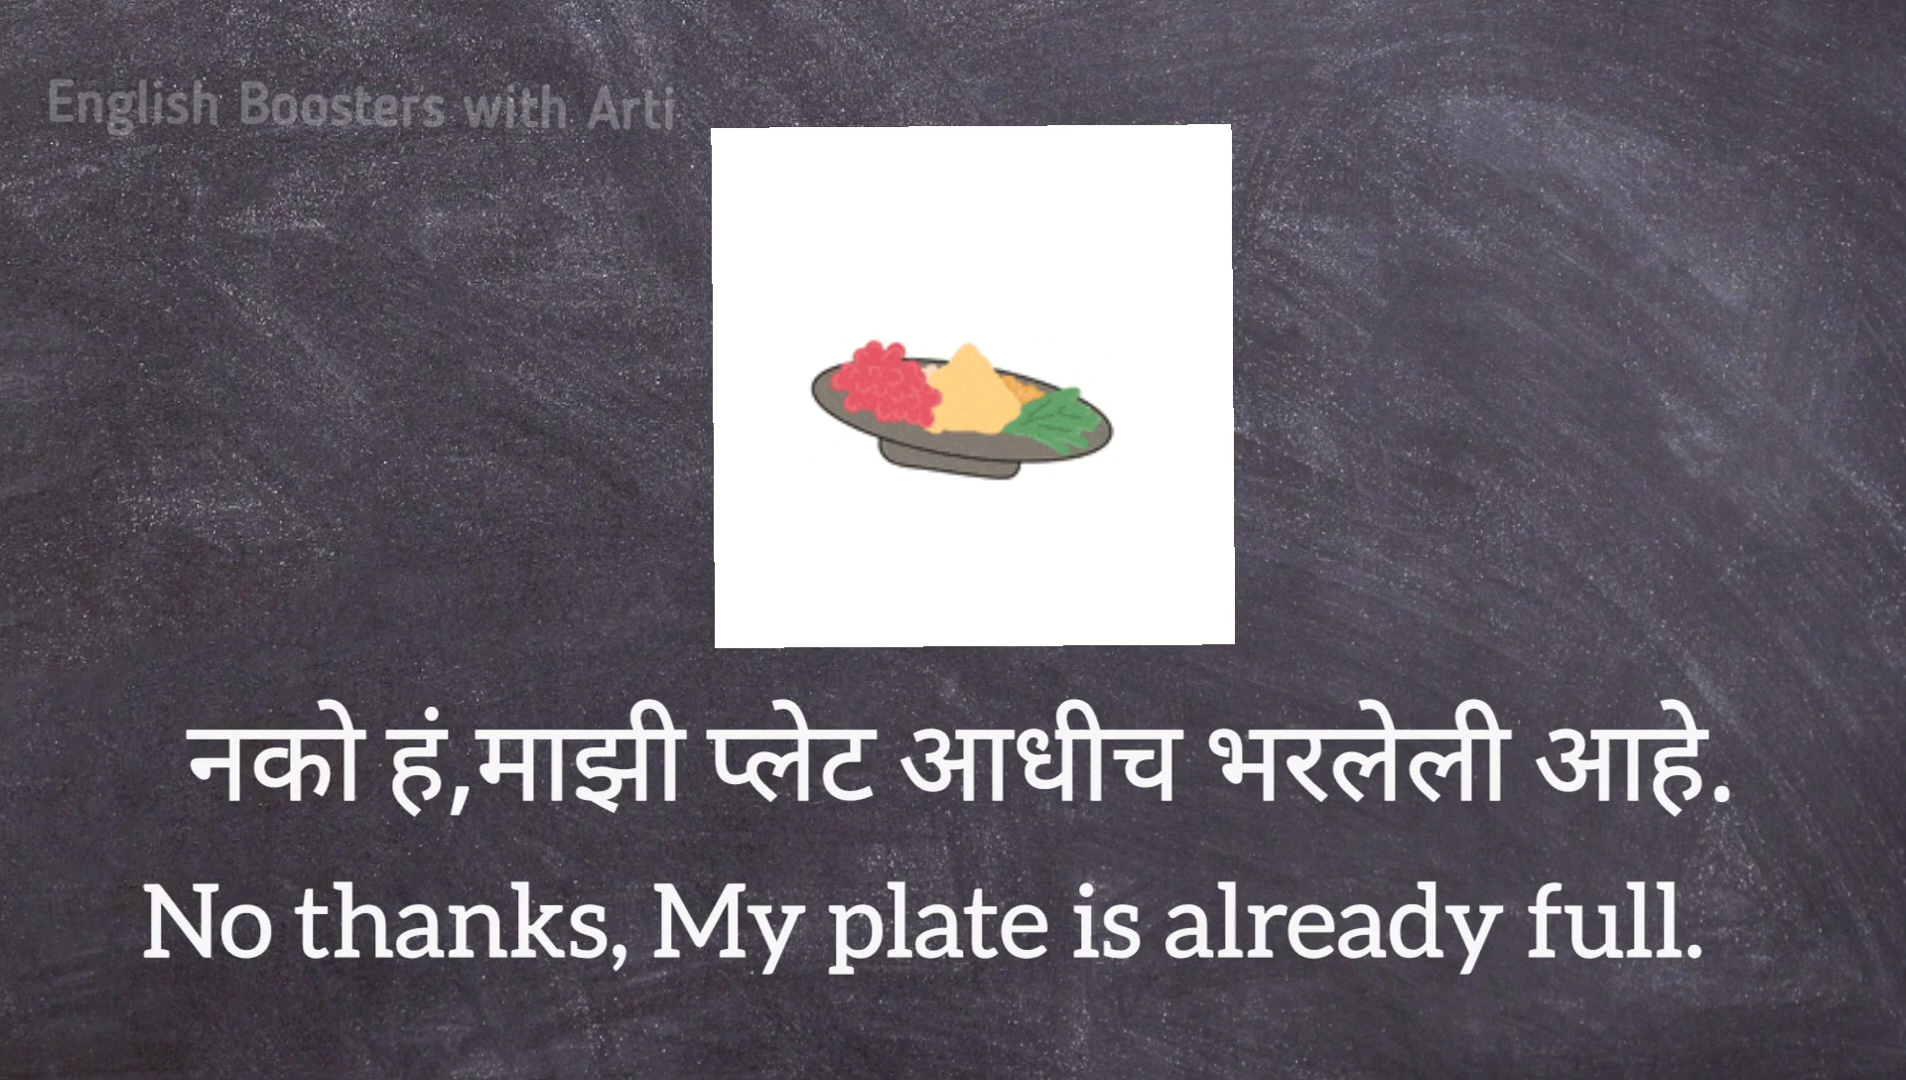 English Boosters with Arti
नको हं,माझी प्लेट आधीच भरलेली आहे.
No thanks, My plate is already full.